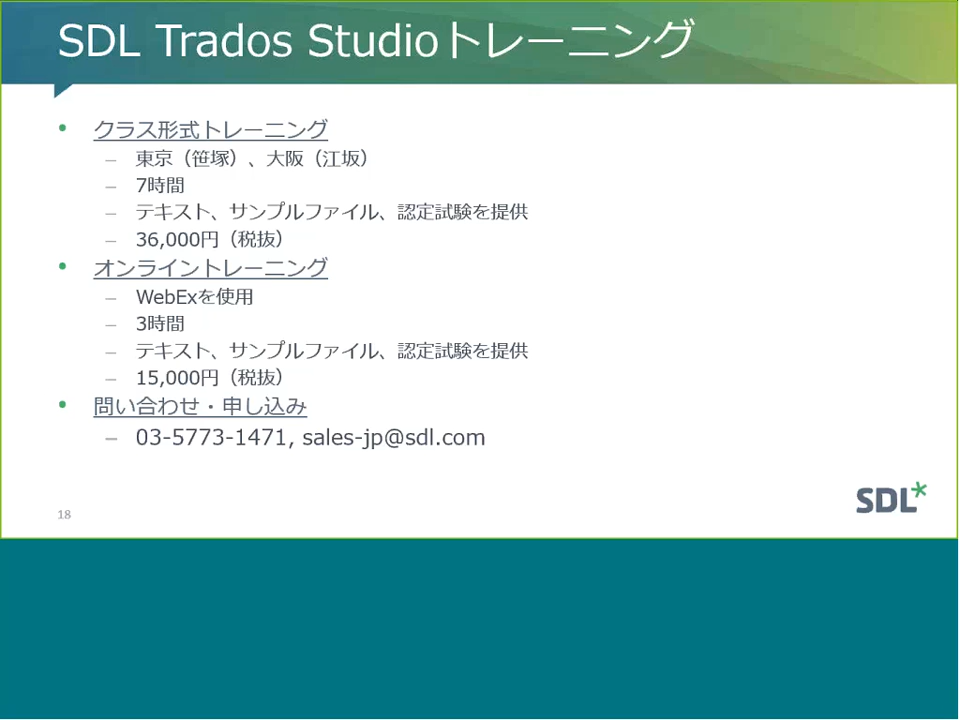 SDL Trados Studioトレーニング
• クラス形式トレーニング
– 東京（笹塚）、大阪（江坂）
– 7時間
– テキスト、サンプルファイル、認定試験を提供
– 36,000円（税抜）
• オンライントレーニング
– WebExを使用
– 3時間
– テキスト、サンプルファイル、認定試験を提供
– 15,000円（税抜）
• 問い合わせ・申し込み
– 03-5773-1471, sales-jp@sdl.com
18
SDL*